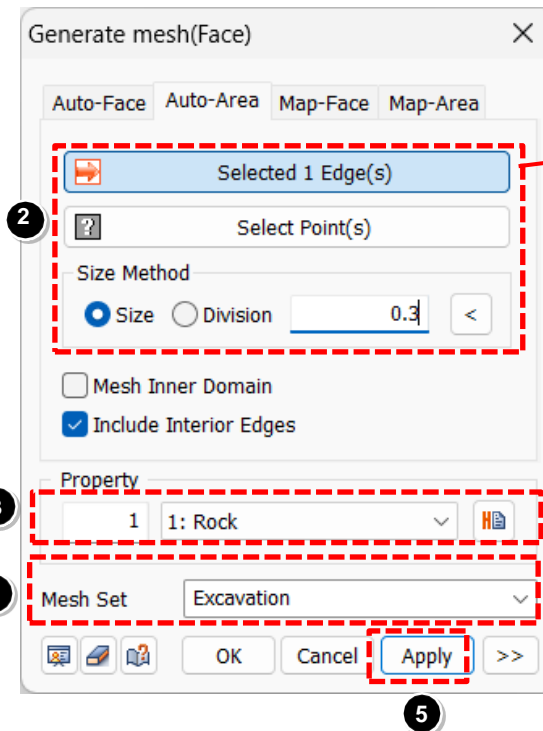 Generate mesh(Face)
Auto-Face Auto-Area Map-Face Map-Area
Selected 1 Edge(s)
2
? Select Point(s)
Size Method
Size Division 0.3 <
Mesh Inner Domain
Include Interior Edges
Property
1 1: Rock
Mesh Set Excavation
OK Cancel Apply >>
5